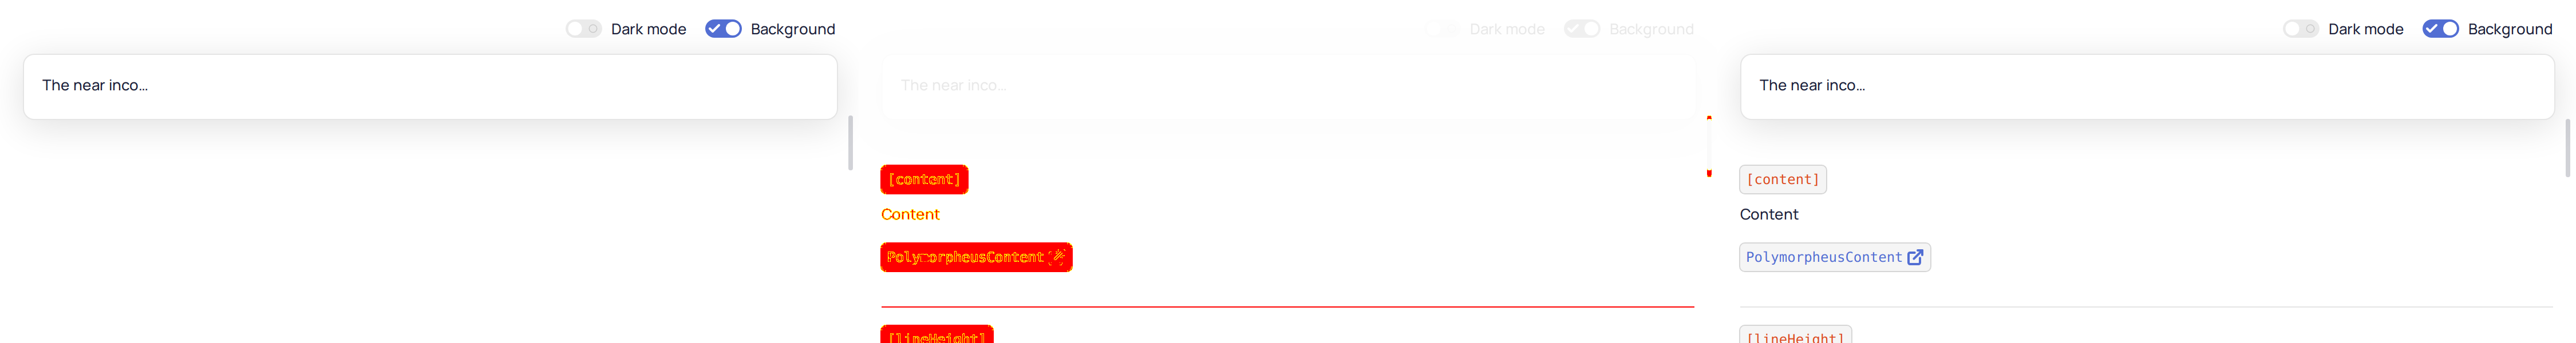 Dark mode Background Dark mode Background Dark mode Background
The near inco… The near inco… The near inco…
[content] [content]
Content Content
PolymorpheusContent PolymorpheusContent
[lineHeight] [lineHeight]